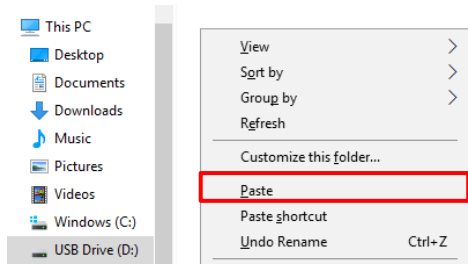 This PC
Desktop
Documents
Downloads
Music
Pictures
Videos
Windows (C:)
USB Drive (D:)
View
Sort by
Group by
Refresh
Customize this folder...
Paste
Paste shortcut
Undo Rename Ctrl+Z